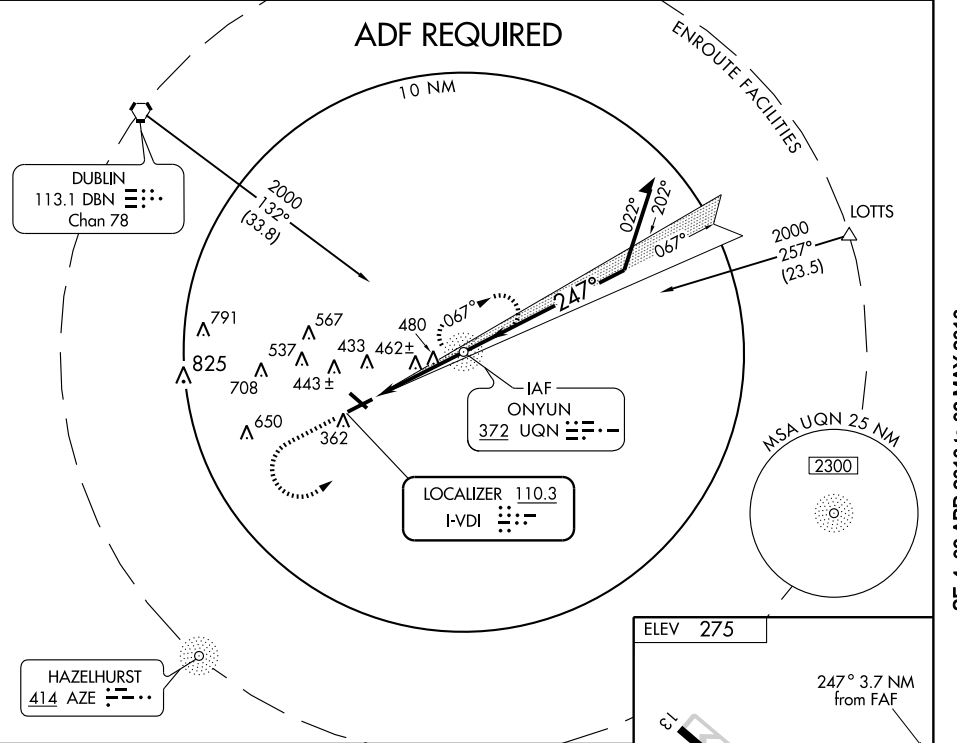 ADF REQUIRED
ENROUTE FACILITIES
10 NM
DUBLIN
113.1 DBN
Chan 78
2000
132°
(33.8)
022°
202°
067°
LOTTS
2000
257°
(23.5)
247°
067°
791
567
480
825
537
433
462±
708
443±
650
362
IAF
ONYUN
372 UQN
LOCALIZER 110.3
I-VDI
MSA UQN 25 NM
2300
HAZELHURST
414 AZE
ELEV 275
247° 3.7 NM
from FAF
13